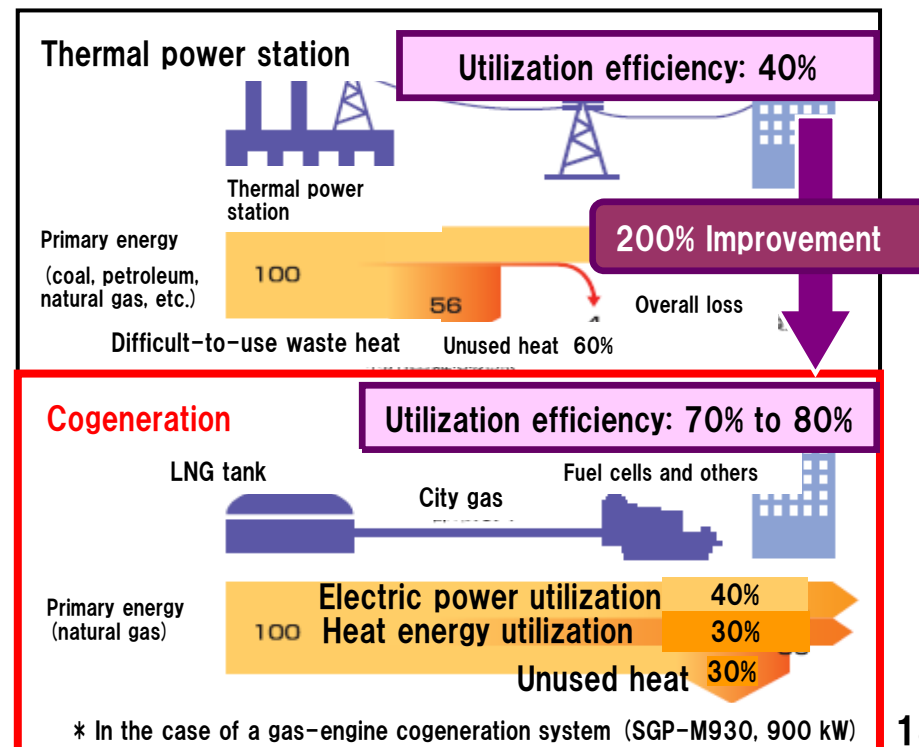 Thermal power station
Utilization efficiency: 40%
Thermal power
station
Primary energy
(coal, petroleum,
natural gas, etc.)
100
56
200% Improvement
Overall loss
Difficult-to-use waste heat
Unused heat 60%
Cogeneration
Utilization efficiency: 70% to 80%
LNG tank
City gas
Fuel cells and others
Primary energy
(natural gas)
100
Electric power utilization 40%
Heat energy utilization 30%
Unused heat 30%
* In the case of a gas-engine cogeneration system (SGP-M930, 900 kW)
1